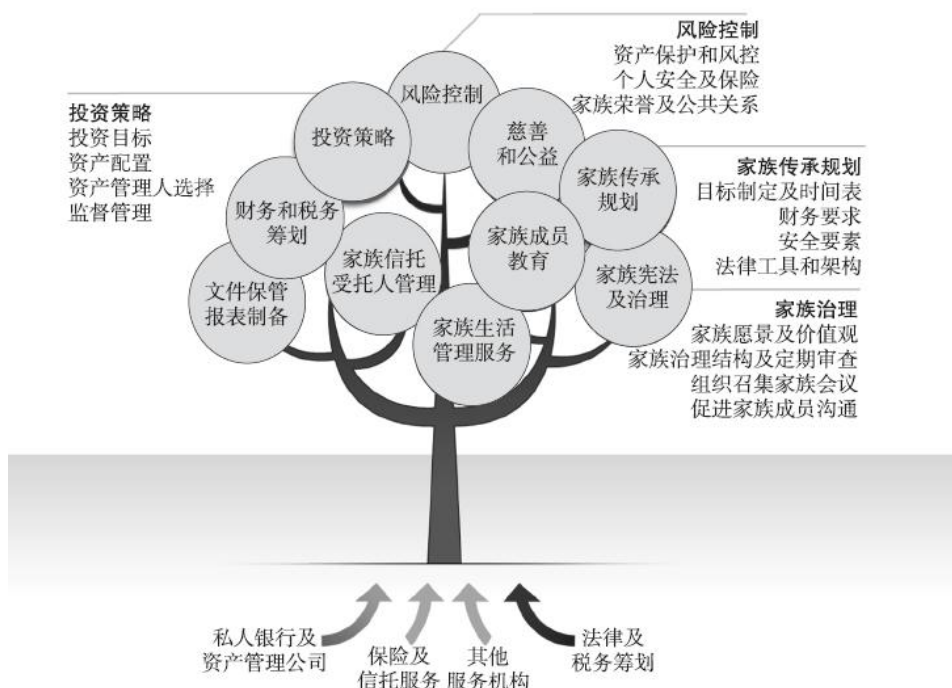 风险控制
资产保护和风控
个人安全及保险
家族荣誉及公共关系
投资策略
投资目标
资产配置
资产管理人选择
监督管理
家族传承规划
目标制定及时间表
财务要求
安全要素
法律工具和架构
家族治理
家族愿景及价值观
家族治理结构及定期审查
组织召集家族会议
促进家族成员沟通
风险控制
投资策略
慈善
和公益
家族传承
规划
财务和税务
筹划
家族信托
受托人管理
家族成员
教育
家族宪法
及治理
文件保管
报表制备
家族生活
管理服务
私人银行及
资产管理公司
保险及
信托服务
其他
服务机构
法律及
税务筹划